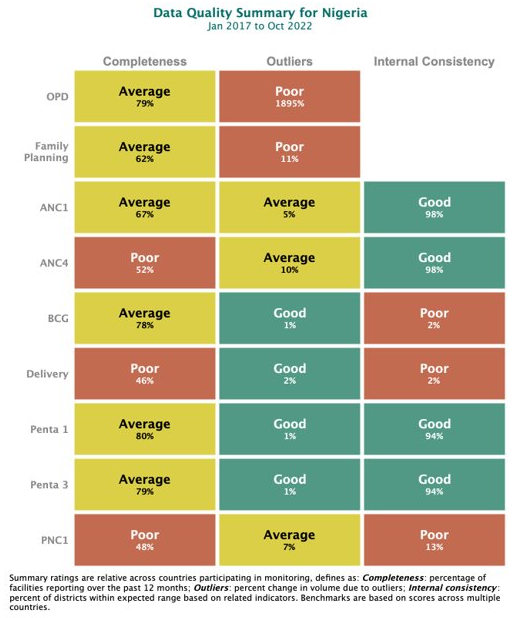 Data Quality Summary for Nigeria
Jan 2017 to Oct 2022
Completeness Outliers Internal Consistency
OPD Average 79% Poor 1895%
Family Planning Average 62% Poor 11%
ANC1 Average 67% Average 5% Good 98%
ANC4 Poor 52% Average 10% Good 98%
BCG Average 78% Good 1% Poor 2%
Delivery Poor 46% Good 2% Poor 2%
Penta 1 Average 80% Good 1% Good 94%
Penta 3 Average 79% Good 1% Good 94%
PNC1 Poor 48% Average 7% Poor 13%
Summary ratings are relative across countries participating in monitoring, defines as: Completeness: percentage of
facilities reporting over the past 12 months; Outliers: percent change in volume due to outliers; Internal consistency:
percent of districts within expected range based on related indicators. Benchmarks are based on scores across multiple
countries.